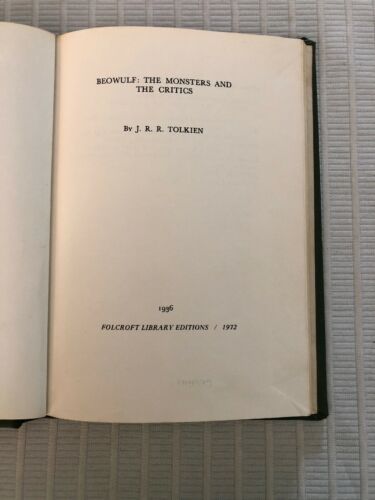 BEOWULF: THE MONSTERS AND
THE CRITICS
By J. R. R. TOLKIEN
1936
FOLCROFT LIBRARY EDITIONS / 1972